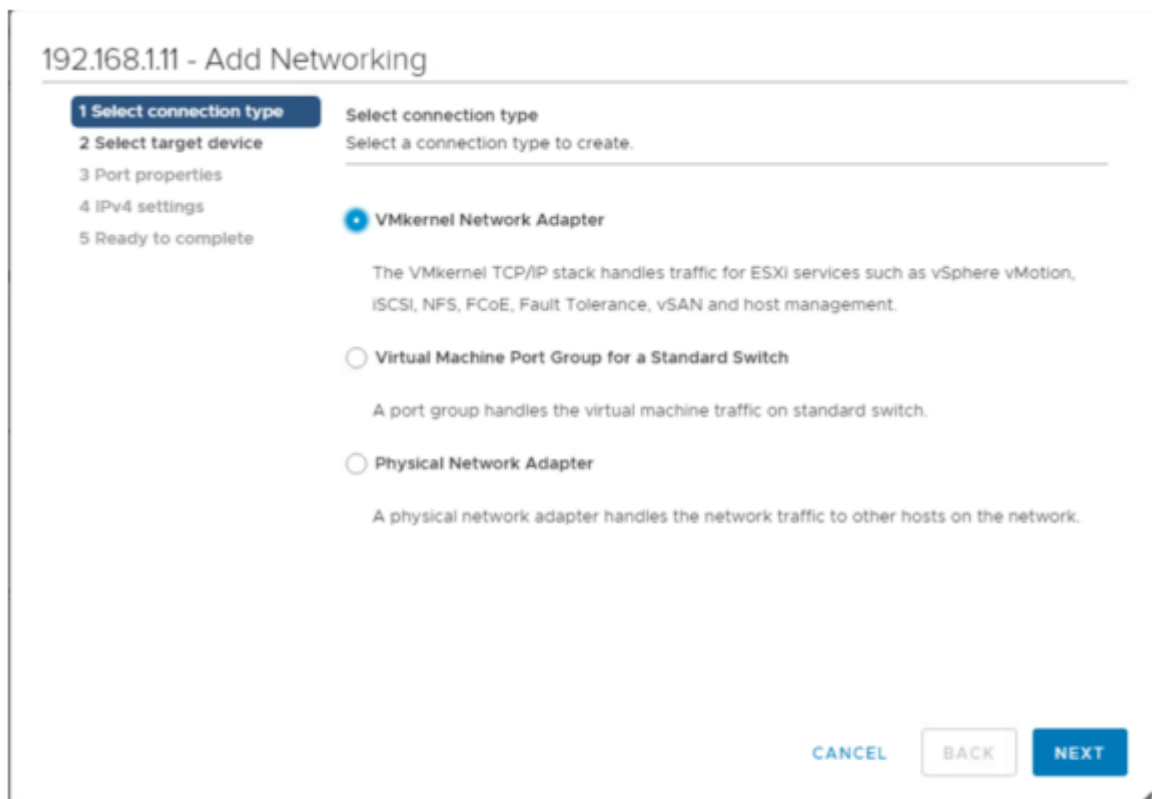 192.168.1.11 - Add Networking
1 Select connection type
2 Select target device
3 Port properties
4 IPv4 settings
5 Ready to complete
Select connection type
Select a connection type to create.
VMkernel Network Adapter
The VMkernel TCP/IP stack handles traffic for ESXi services such as vSphere vMotion,
iSCSI, NFS, FCoE, Fault Tolerance, vSAN and host management.
Virtual Machine Port Group for a Standard Switch
A port group handles the virtual machine traffic on standard switch.
Physical Network Adapter
A physical network adapter handles the network traffic to other hosts on the network.
CANCEL
BACK
NEXT